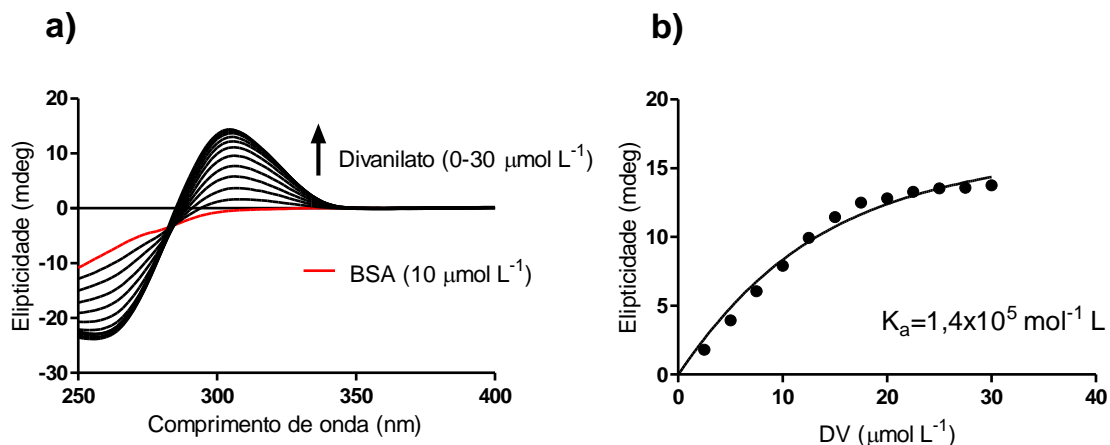 a)
Elipticidade (mdeg)
20
10
0
-10
-20
-30
Divanilato (0-30 μmol L⁻¹)
BSA (10 μmol L⁻¹)
250
300
350
400
Comprimento de onda (nm)
b)
Elipticidade (mdeg)
20
15
10
5
0
Kₐ=1,4x10⁵ mol⁻¹ L
0
10
20
30
40
DV (μmol L⁻¹)